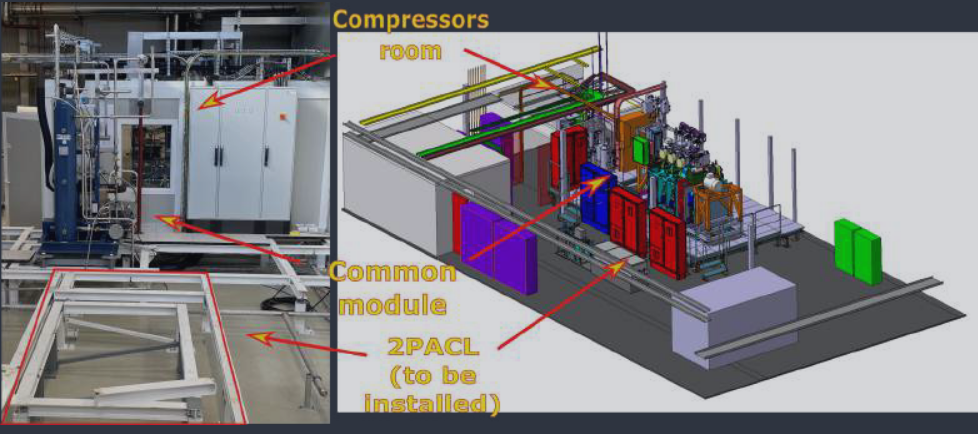 Compressors
room
Common
module
2PACL
(to be
installed)